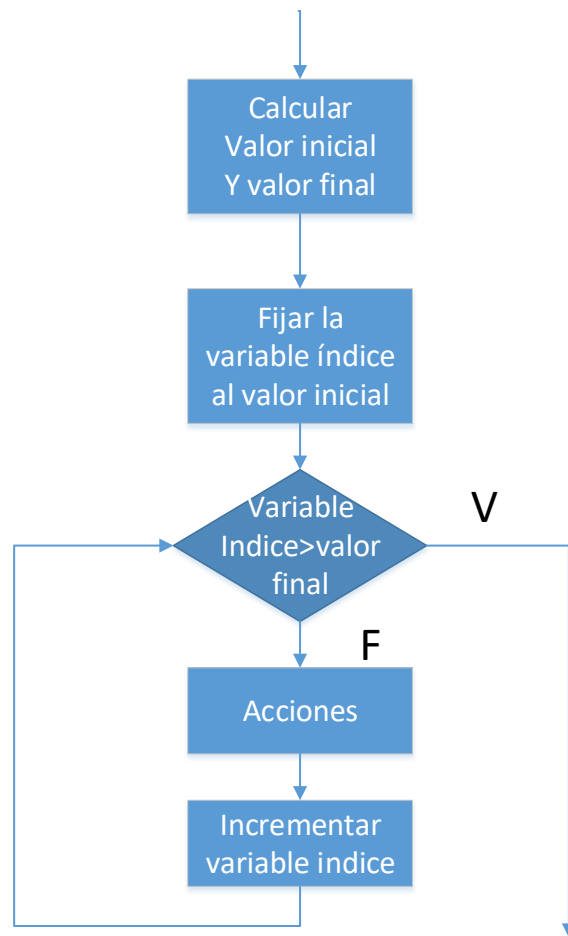 Calcular
Valor inicial
Y valor final
Fijar la
variable índice
al valor inicial
Variable
Indice>valor
final
V
F
Acciones
Incrementar
variable indice